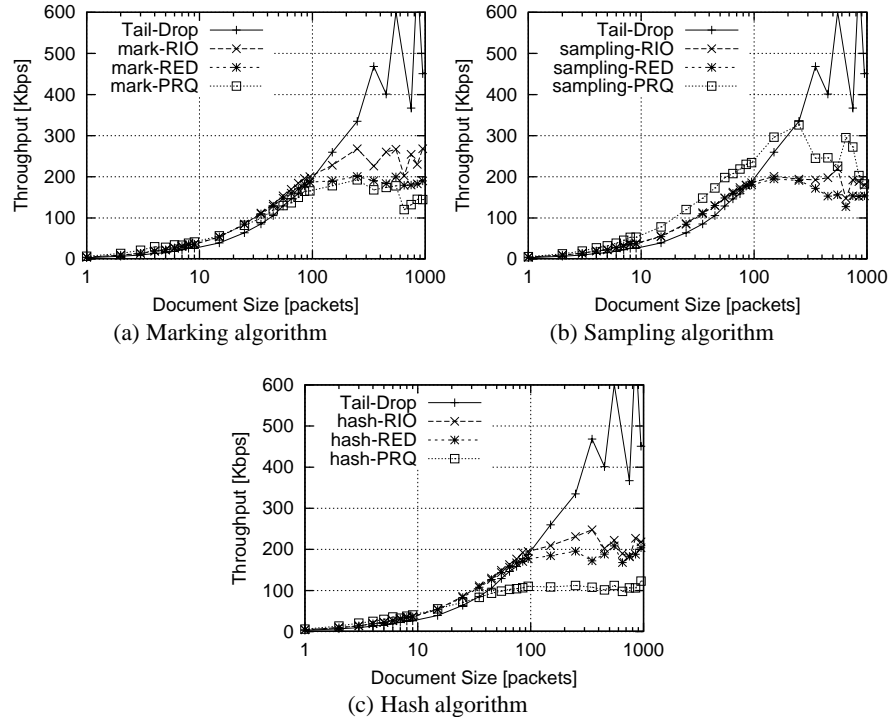 600
500
400
300
200
100
0
Throughput [Kbps]
Tail-Drop
mark-RIO
mark-RED
mark-PRQ
1 10 100 1000
Document Size [packets]
(a) Marking algorithm
600
500
400
300
200
100
0
Throughput [Kbps]
Tail-Drop
sampling-RIO
sampling-RED
sampling-PRQ
1 10 100 1000
Document Size [packets]
(b) Sampling algorithm
600
500
400
300
200
100
0
Throughput [Kbps]
Tail-Drop
hash-RIO
hash-RED
hash-PRQ
1 10 100 1000
Document Size [packets]
(c) Hash algorithm